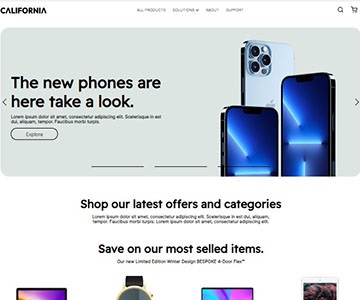 CALIFORNIA
ALL PRODUCTS SOLUTIONS ABOUT SUPPORT
The new phones are
here take a look.
Lorem ipsum dolor sit amet, consectetur adipiscing elit. Scelerisque in est
dui, aliquam, tempor. Faucibus morbi turpis.
Explore
Shop our latest offers and categories
Lorem ipsum dolor sit amet, consectetur adipiscing elit. Scelerisque in est dui,
aliquam, tempor. Faucibus morbi turpis.
Save on our most selled items.
Our new Limited Edition Winter Design BESPOKE 4-Door Flex™